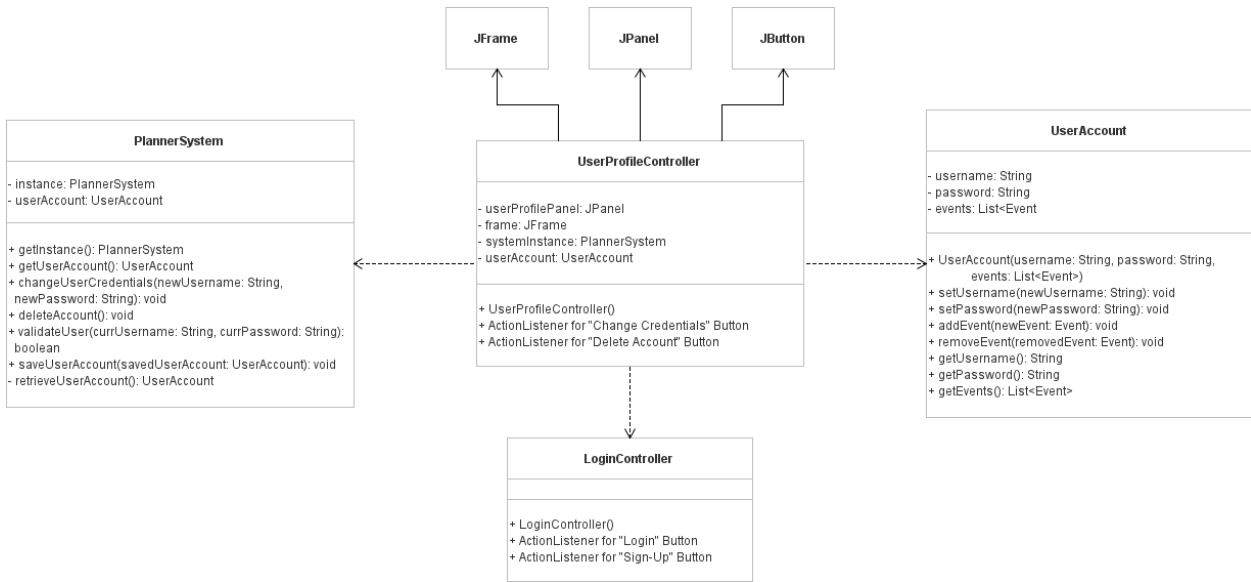 JFrame
JPanel
JButton
PlannerSystem
- instance: PlannerSystem
- userAccount: UserAccount
+ getInstance(): PlannerSystem
+ getUserAccount(): UserAccount
+ changeUserCredentials(newUsername: String,
newPassword: String): void
+ deleteAccount(): void
+ validateUser(currUsername: String, currPassword: String):
boolean
+ saveUserAccount(savedUserAccount: UserAccount): void
- retrieveUserAccount(): UserAccount
UserProfileController
- userProfilePanel: JPanel
- frame: JFrame
- systemInstance: PlannerSystem
- userAccount: UserAccount
+ UserProfileController()
+ ActionListener for "Change Credentials" Button
+ ActionListener for "Delete Account" Button
UserAccount
- username: String
- password: String
- events: List<Event
+ UserAccount(username: String, password: String,
events: List<Event>)
+ setUsername(newUsername: String): void
+ setPassword(newPassword: String): void
+ addEvent(newEvent: Event): void
+ removeEvent(removedEvent: Event): void
+ getUsername(): String
+ getPassword(): String
+ getEvents(): List<Event>
LoginController
+ LoginController()
+ ActionListener for "Login" Button
+ ActionListener for "Sign-Up" Button